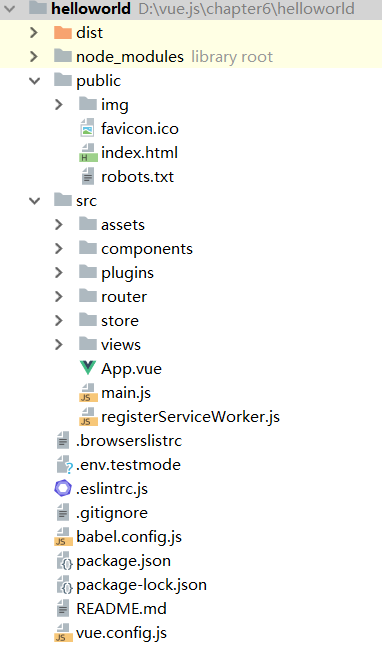 helloworld D:\vue.js\chapter6\helloworld
dist
node_modules library root
public
img
favicon.ico
index.html
robots.txt
src
assets
components
plugins
router
store
views
App.vue
main.js
registerServiceWorker.js
.browserslistrc
.env.testmode
.eslintrc.js
.gitignore
babel.config.js
package.json
package-lock.json
README.md
vue.config.js